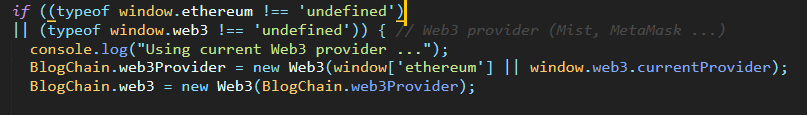 if ((typeof window.ethereum !== 'undefined')
|| (typeof window.web3 !== 'undefined')) { // Web3 provider (Mist, MetaMask ...)
console.log("Using current Web3 provider ...");
BlogChain.web3Provider = new Web3(window['ethereum'] || window.web3.currentProvider);
BlogChain.web3 = new Web3(BlogChain.web3Provider);